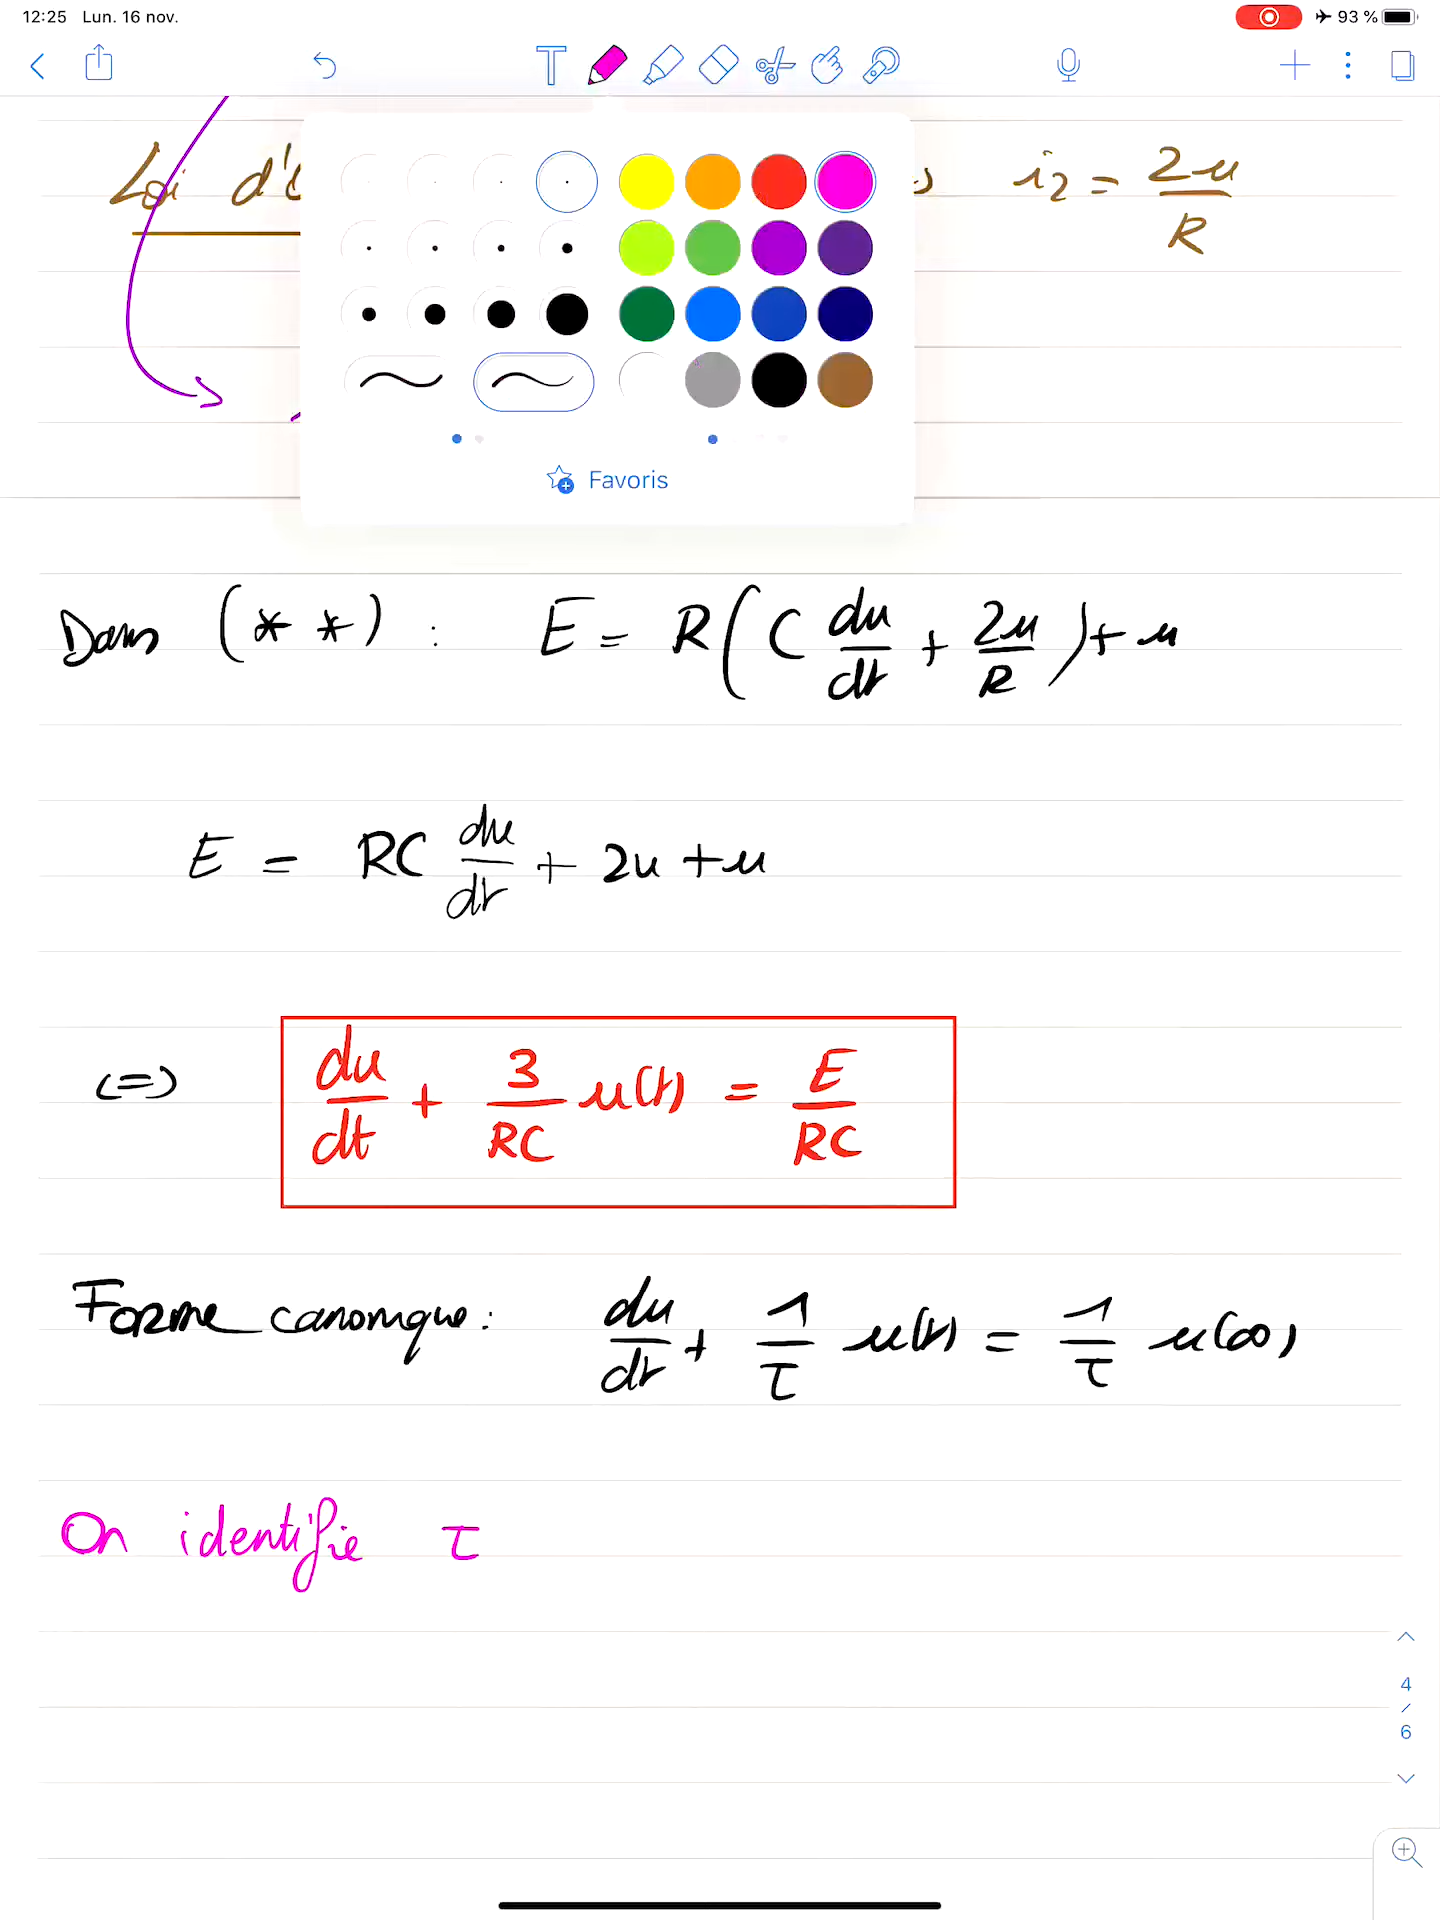 12:25 Lun. 16 nov. 93 %
Loi d' i₂ = 2u/R
Favoris
Dans (**) : E = R(C du/dt + 2u/R) + u
E = RC du/dt + 2u + u
(=) du/dt + 3/RC u(t) = E/RC
Forme canonique : du/dt + 1/τ u(t) = 1/τ u(∞)
On identifie τ
4
/
6